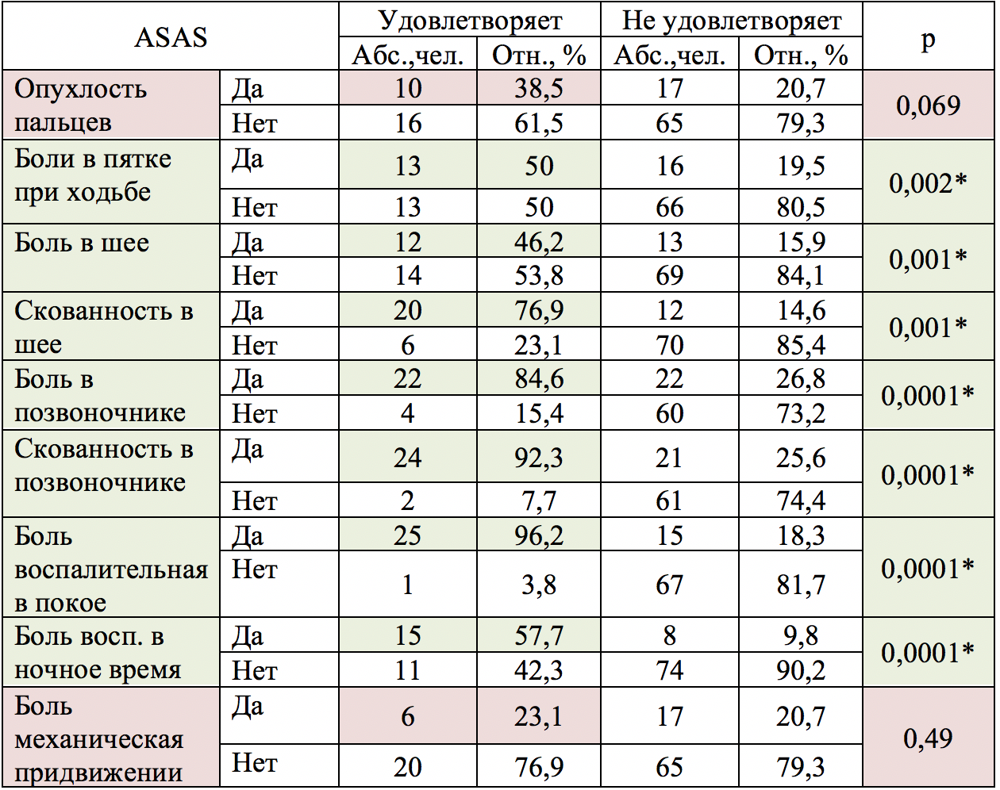 ASAS Удовлетворяет Не удовлетворяет р
Абс.,чел. Отн., % Абс.,чел. Отн., %
Опухлость пальцев Да 10 38,5 17 20,7 0,069
Нет 16 61,5 65 79,3
Боли в пятке при ходьбе Да 13 50 16 19,5 0,002*
Нет 13 50 66 80,5
Боль в шее Да 12 46,2 13 15,9 0,001*
Нет 14 53,8 69 84,1
Скованность в шее Да 20 76,9 12 14,6 0,001*
Нет 6 23,1 70 85,4
Боль в позвоночнике Да 22 84,6 22 26,8 0,0001*
Нет 4 15,4 60 73,2
Скованность в позвоночнике Да 24 92,3 21 25,6 0,0001*
Нет 2 7,7 61 74,4
Боль воспалительная в покое Да 25 96,2 15 18,3 0,0001*
Нет 1 3,8 67 81,7
Боль восп. в ночное время Да 15 57,7 8 9,8 0,0001*
Нет 11 42,3 74 90,2
Боль механическая придвижении Да 6 23,1 17 20,7 0,49
Нет 20 76,9 65 79,3